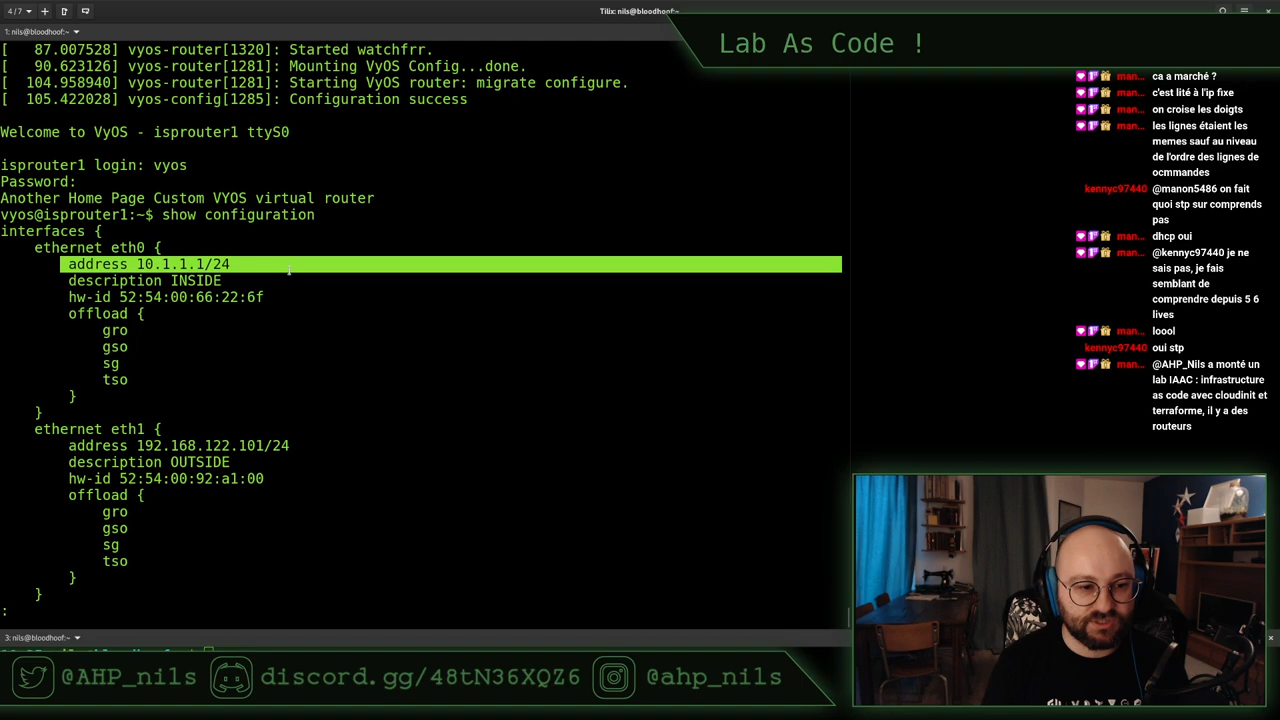 4/7
Tilix: nils@bloodhoof:~
1: nils@bloodhoof:~
Lab As Code !
[   87.007528] vyos-router[1320]: Started watchfrr.
[   90.623126] vyos-router[1281]: Mounting VyOS Config...done.
[  104.958940] vyos-router[1281]: Starting VyOS router: migrate configure.
[  105.422028] vyos-config[1285]: Configuration success
Welcome to VyOS - isprouter1 ttyS0
isprouter1 login: vyos
Password:
Another Home Page Custom VYOS virtual router
vyos@isprouter1:~$ show configuration
interfaces {
    ethernet eth0 {
        address 10.1.1.1/24
        description INSIDE
        hw-id 52:54:00:66:22:6f
        offload {
            gro
            gso
            sg
            tso
        }
    }
    ethernet eth1 {
        address 192.168.122.101/24
        description OUTSIDE
        hw-id 52:54:00:92:a1:00
        offload {
            gro
            gso
            sg
            tso
        }
    }
:
3: nils@bloodhoof:~
man... ca a marché ?
man... c'est lité à l'ip fixe
man... on croise les doigts
man... les lignes étaient les
memes sauf au niveau
de l'ordre des lignes de
ocmmandes
kennyc97440 @manon5486 on fait
quoi stp sur comprends
pas
man... dhcp oui
man... @kennyc97440 je ne
sais pas, je fais
semblant de
comprendre depuis 5 6
lives
man... loool
kennyc97440 oui stp
man... @AHP_Nils a monté un
lab IAAC : infrastructure
as code avec cloudinit et
terraforme, il y a des
routeurs
@AHP_nils
discord.gg/48tN36XQZ6
@ahp_nils